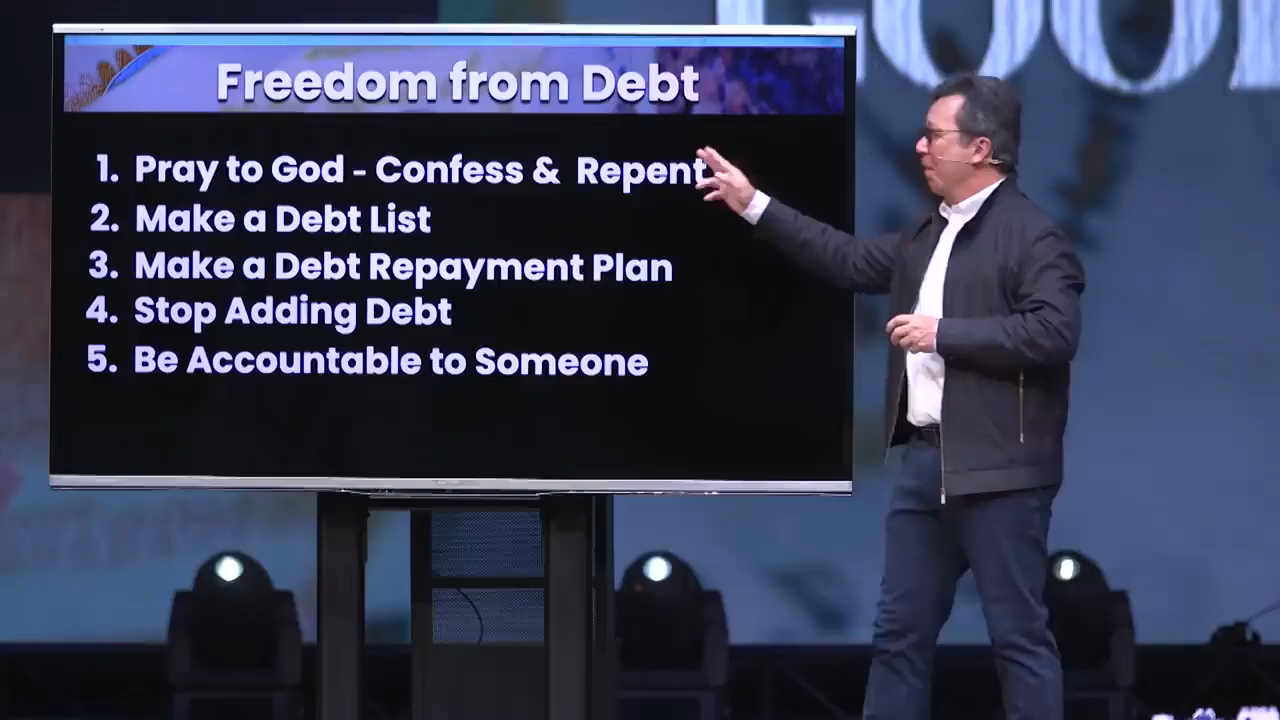 Freedom from Debt
1. Pray to God - Confess & Repent
2. Make a Debt List
3. Make a Debt Repayment Plan
4. Stop Adding Debt
5. Be Accountable to Someone